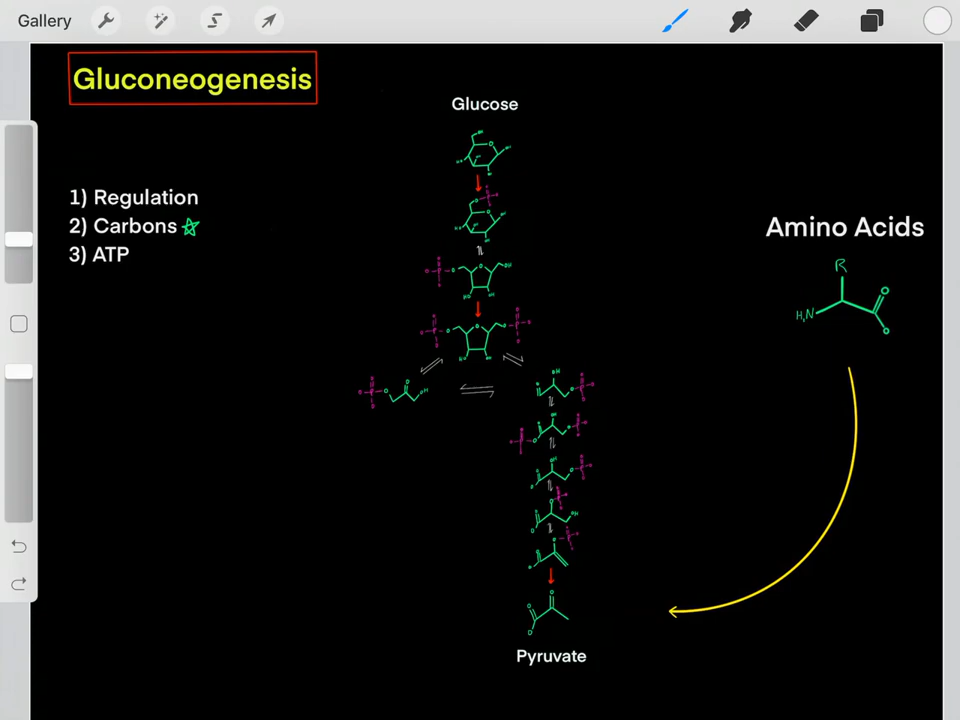 Gallery
Gluconeogenesis
Glucose
1) Regulation
2) Carbons
3) ATP
Amino Acids
R
H₂N
Pyruvate